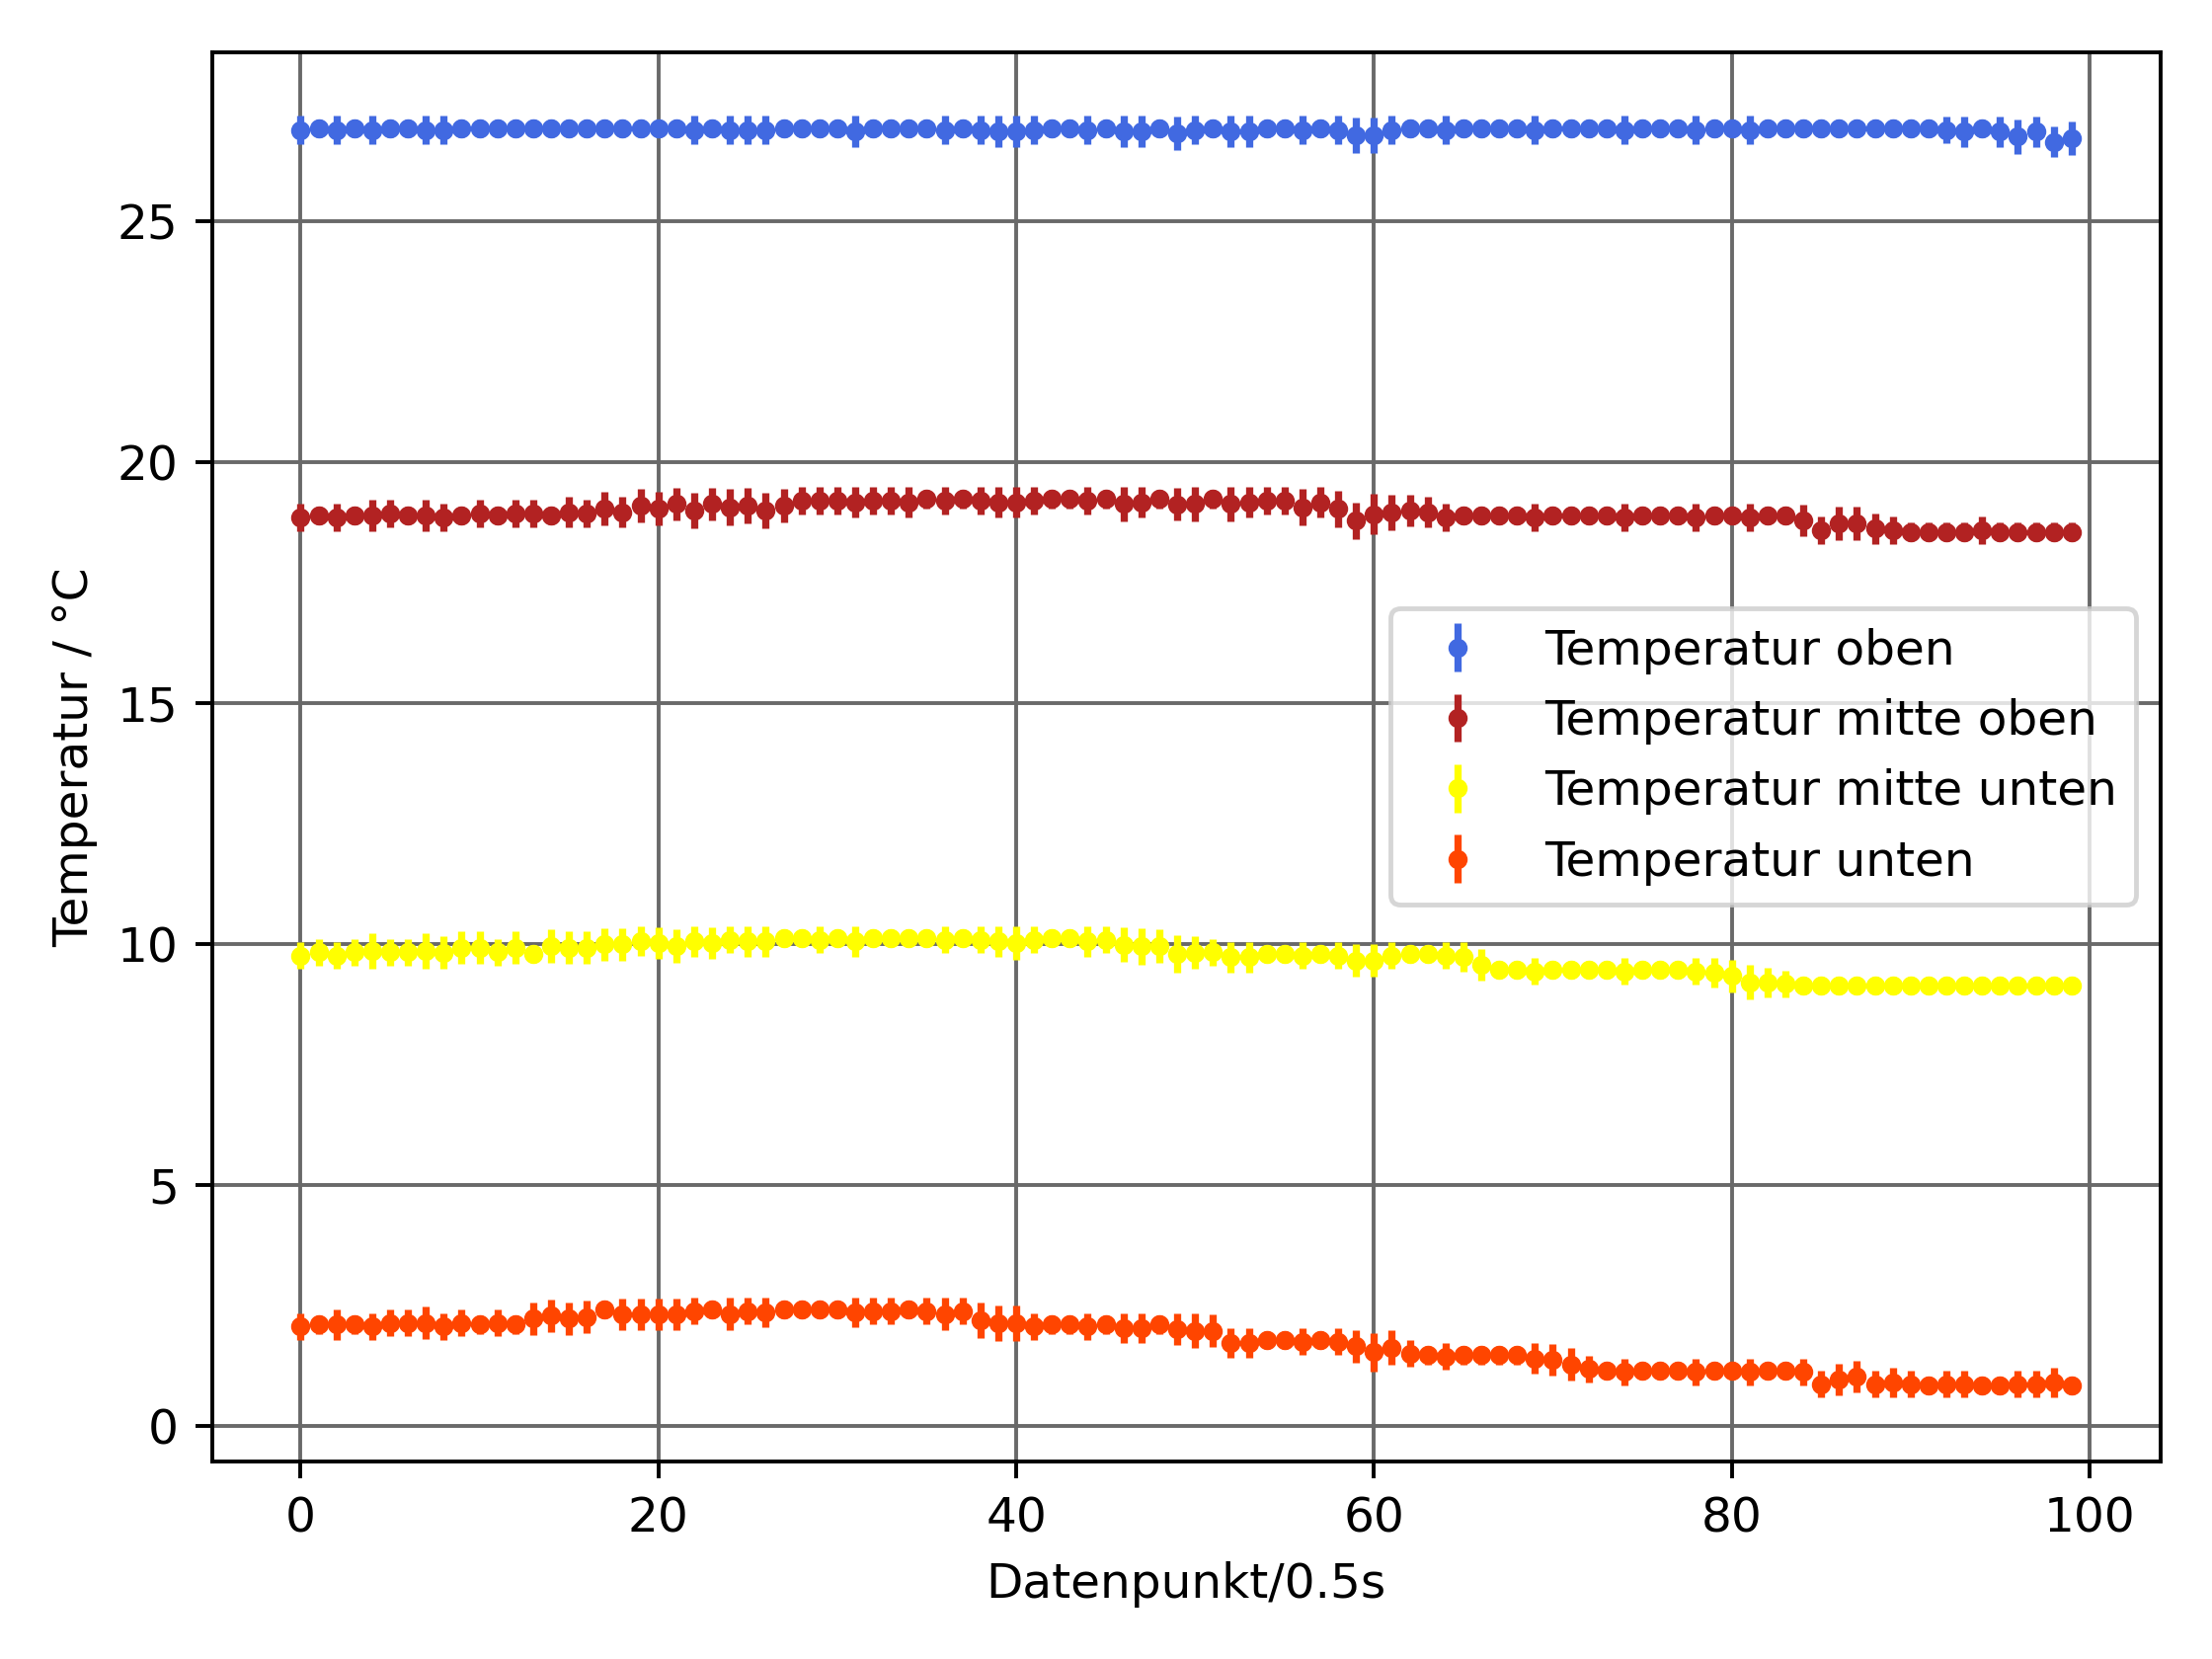 25
20
15
10
5
0
Temperatur / °C
Temperatur oben
Temperatur mitte oben
Temperatur mitte unten
Temperatur unten
0 20 40 60 80 100
Datenpunkt/0.5s